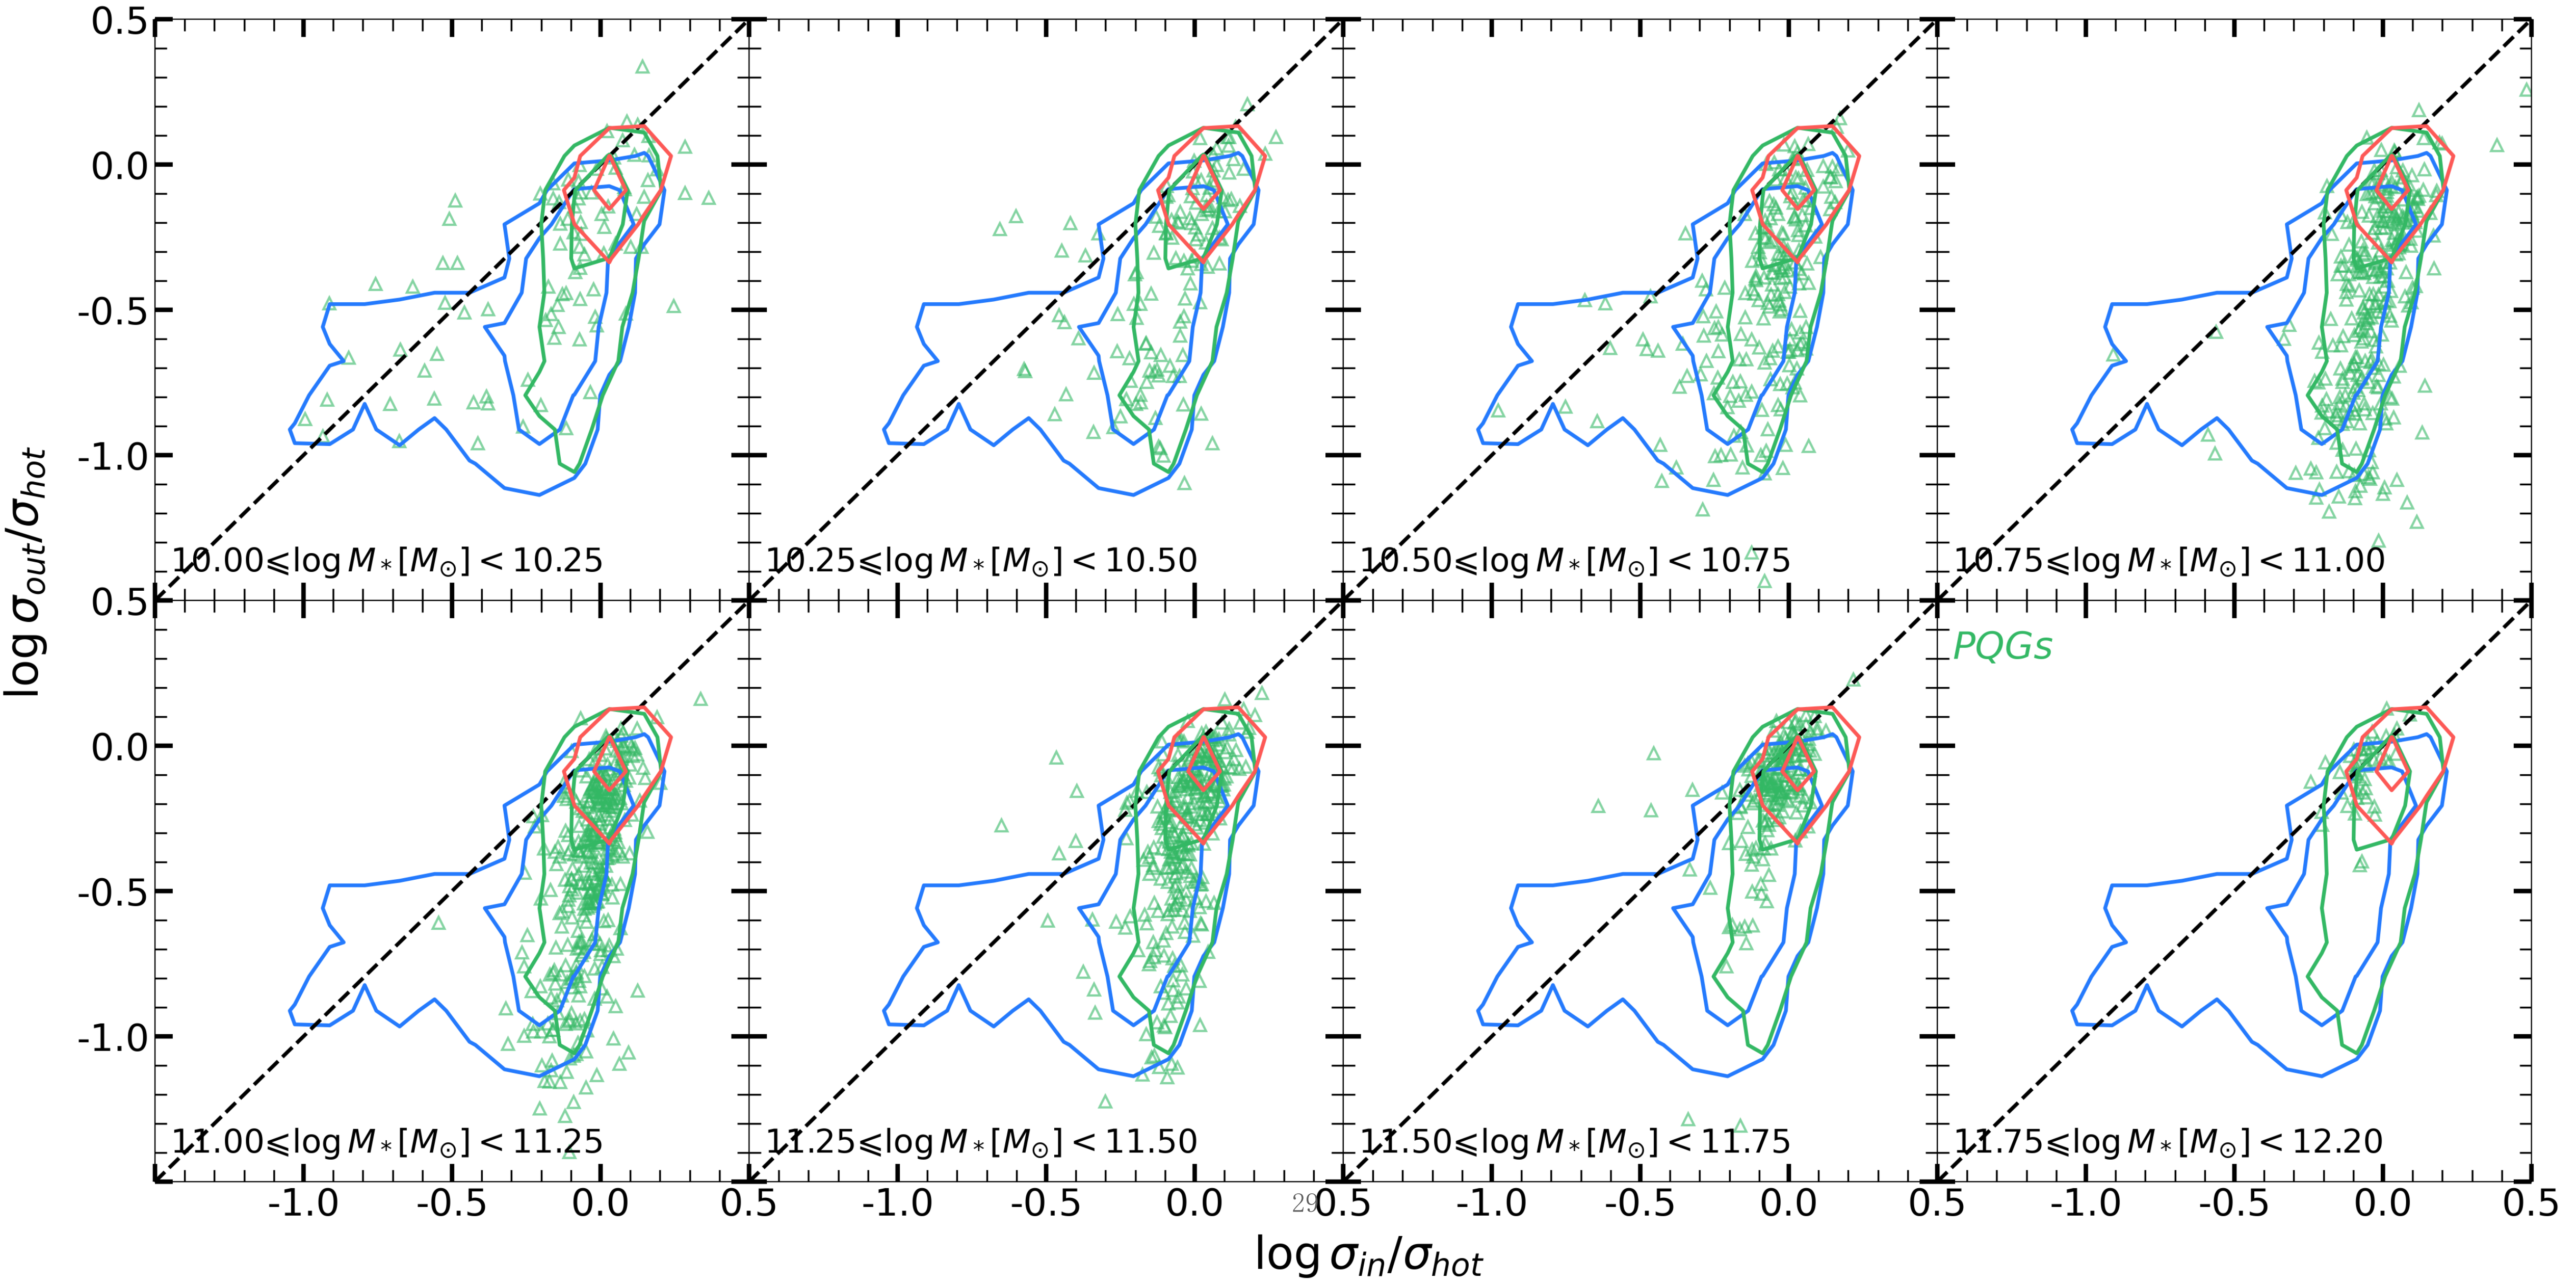 0.5
0.0
-0.5
-1.0
10.00⩽log M∗[M⊙] < 10.25
10.25⩽log M∗[M⊙] < 10.50
10.50⩽log M∗[M⊙] < 10.75
10.75⩽log M∗[M⊙] < 11.00
log σout/σhot
0.5
0.0
-0.5
-1.0
PQGs
11.00⩽log M∗[M⊙] < 11.25
11.25⩽log M∗[M⊙] < 11.50
11.50⩽log M∗[M⊙] < 11.75
11.75⩽log M∗[M⊙] < 12.20
-1.0 -0.5 0.0 0.5 -1.0 -0.5 0.0 0.5 -1.0 -0.5 0.0 0.5 -1.0 -0.5 0.0 0.5
29
log σin/σhot